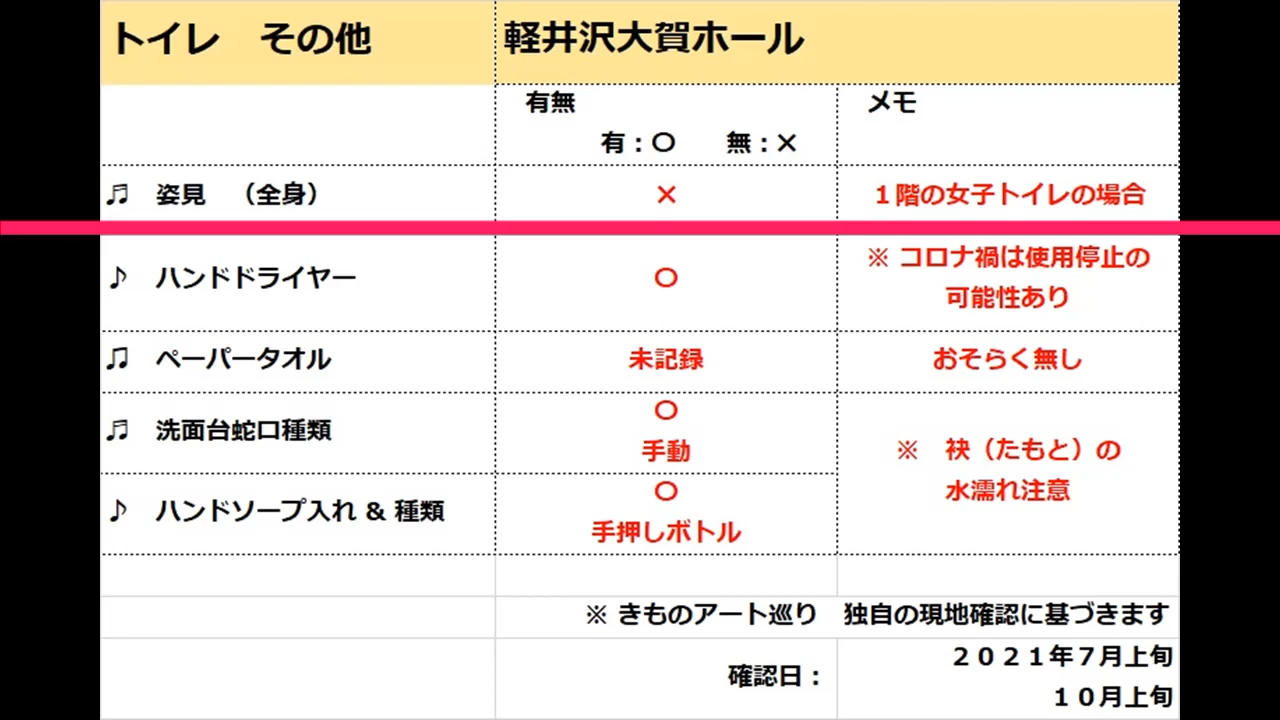 トイレ　その他　軽井沢大賀ホール
有無　メモ
有：〇　　無：×
♬　姿見　（全身）　×　１階の女子トイレの場合
♪　ハンドドライヤー　〇　※ コロナ禍は使用停止の
可能性あり
♫　ペーパータオル　未記録　おそらく無し
♬　洗面台蛇口種類　〇
手動
※　袂（たもと）の
水濡れ注意
♪　ハンドソープ入れ & 種類　〇
手押しボトル
※ きものアート巡り　独自の現地確認に基づきます
確認日：　２０２１年７月上旬
１０月上旬